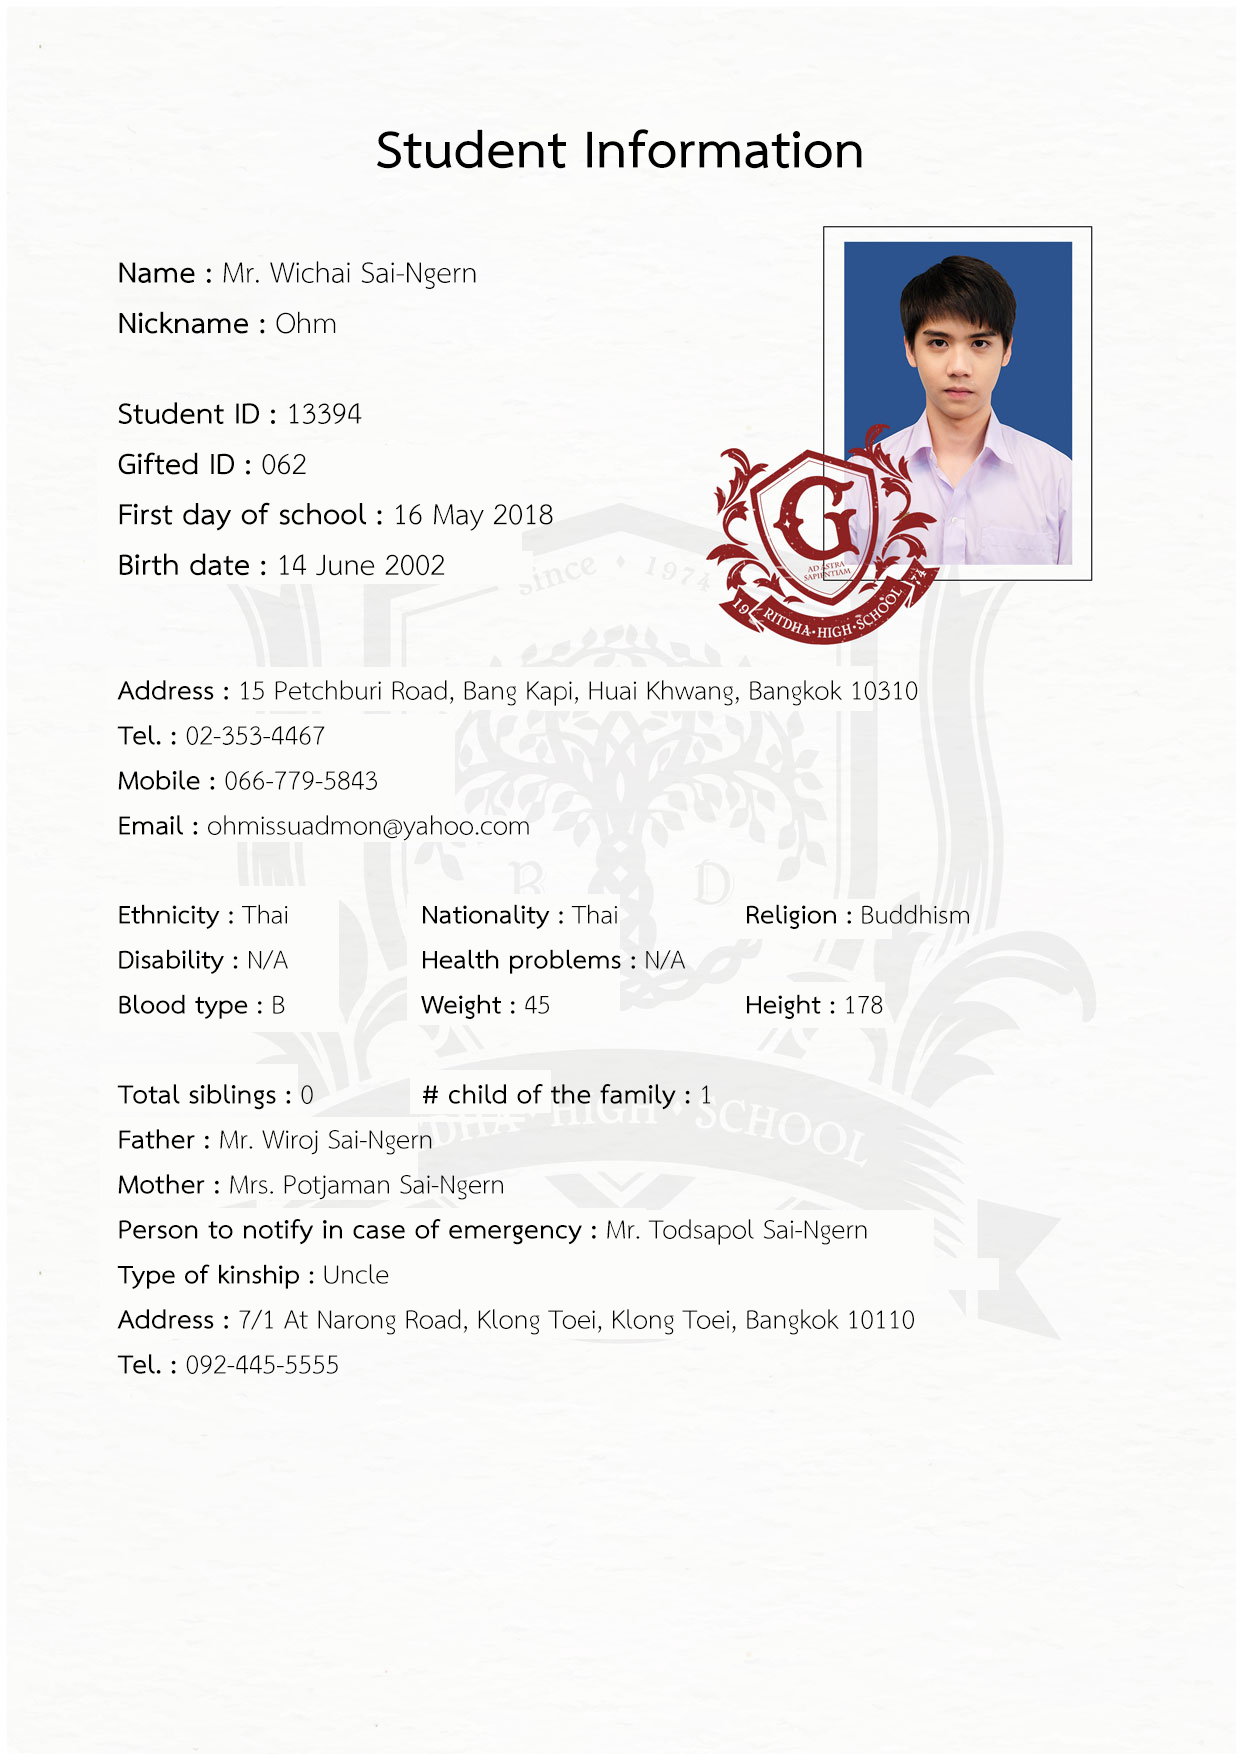 Student Information
Name : Mr. Wichai Sai-Ngern
Nickname : Ohm
Student ID : 13394
Gifted ID : 062
First day of school : 16 May 2018
Birth date : 14 June 2002
since • 1974
G
AD ASTRA
SAPIENTIAM
1974
RITDHA•HIGH•SCHOOL
Address : 15 Petchburi Road, Bang Kapi, Huai Khwang, Bangkok 10310
Tel. : 02-353-4467
Mobile : 066-779-5843
Email : ohmissuadmon@yahoo.com
R D
Ethnicity : Thai Nationality : Thai Religion : Buddhism
Disability : N/A Health problems : N/A
Blood type : B Weight : 45 Height : 178
Total siblings : 0 # child of the family : 1
DHA•HIGH•SCHOOL
Father : Mr. Wiroj Sai-Ngern
Mother : Mrs. Potjaman Sai-Ngern
Person to notify in case of emergency : Mr. Todsapol Sai-Ngern
Type of kinship : Uncle
Address : 7/1 At Narong Road, Klong Toei, Klong Toei, Bangkok 10110
Tel. : 092-445-5555